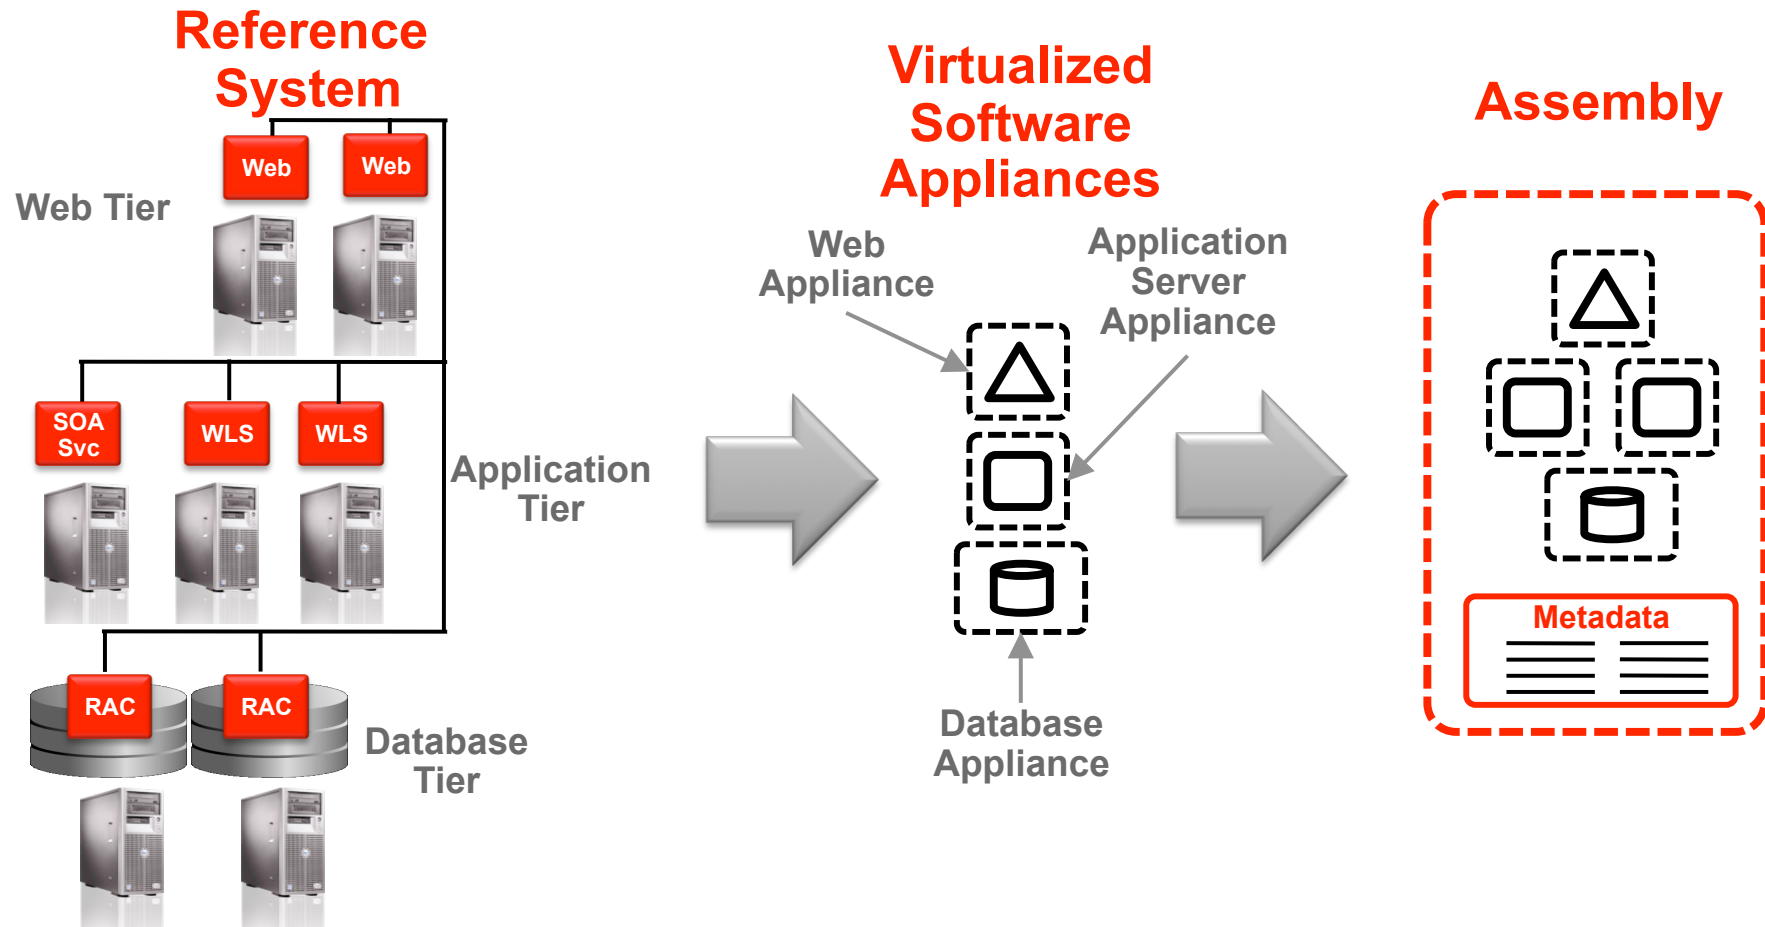 Reference
System
Web
Web
Web Tier
SOA
Svc
WLS
WLS
Application
Tier
RAC
RAC
Database
Tier
Virtualized
Software
Appliances
Web
Appliance
Application
Server
Appliance
Database
Appliance
Assembly
Metadata